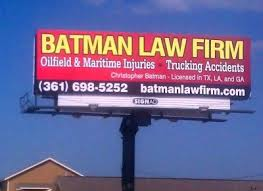 BATMAN LAW FIRM
Oilfield & Maritime Injuries · Trucking Accidents
Christopher Batman - Licensed in TX, LA, and GA
(361) 698-5252 batmanlawfirm.com
SIGNAD